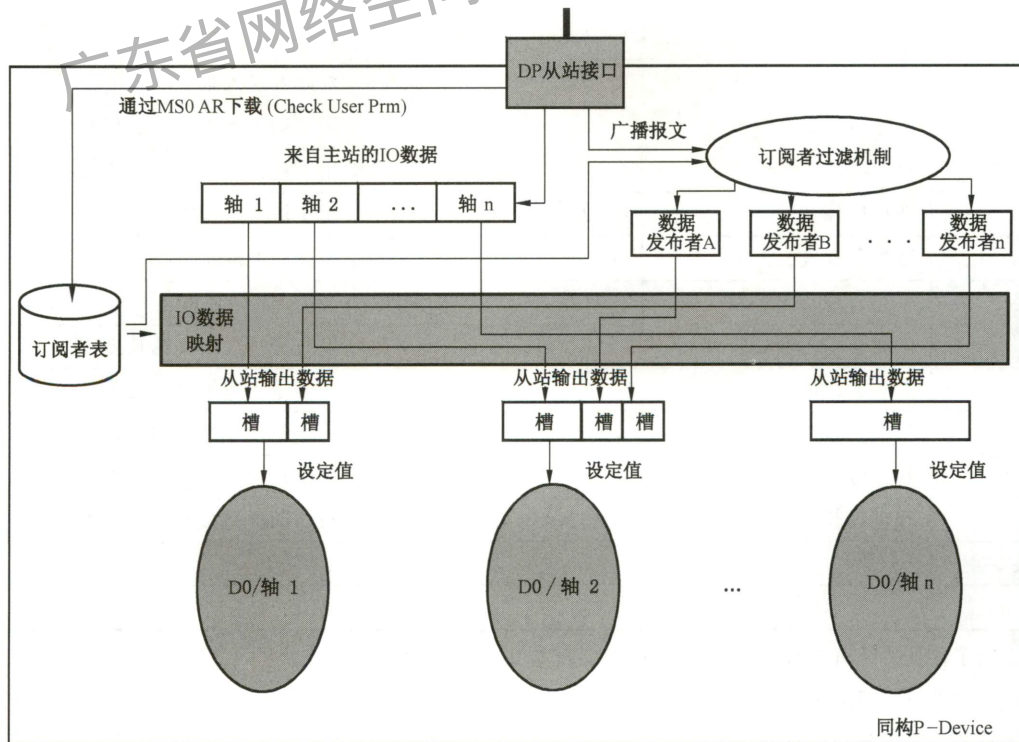 广东省网络空间
DP从站接口
通过MS0 AR下载 (Check User Prm)
广播报文
来自主站的IO数据
订阅者过滤机制
轴 1 轴 2 ... 轴 n
数据
发布者A
数据
发布者B
. . .
数据
发布者n
订阅者表
IO数据
映射
从站输出数据 从站输出数据 从站输出数据
槽 槽 槽 槽 槽 槽
设定值 设定值 设定值
D0/轴 1 D0 / 轴 2 ... D0/轴 n
同构P-Device